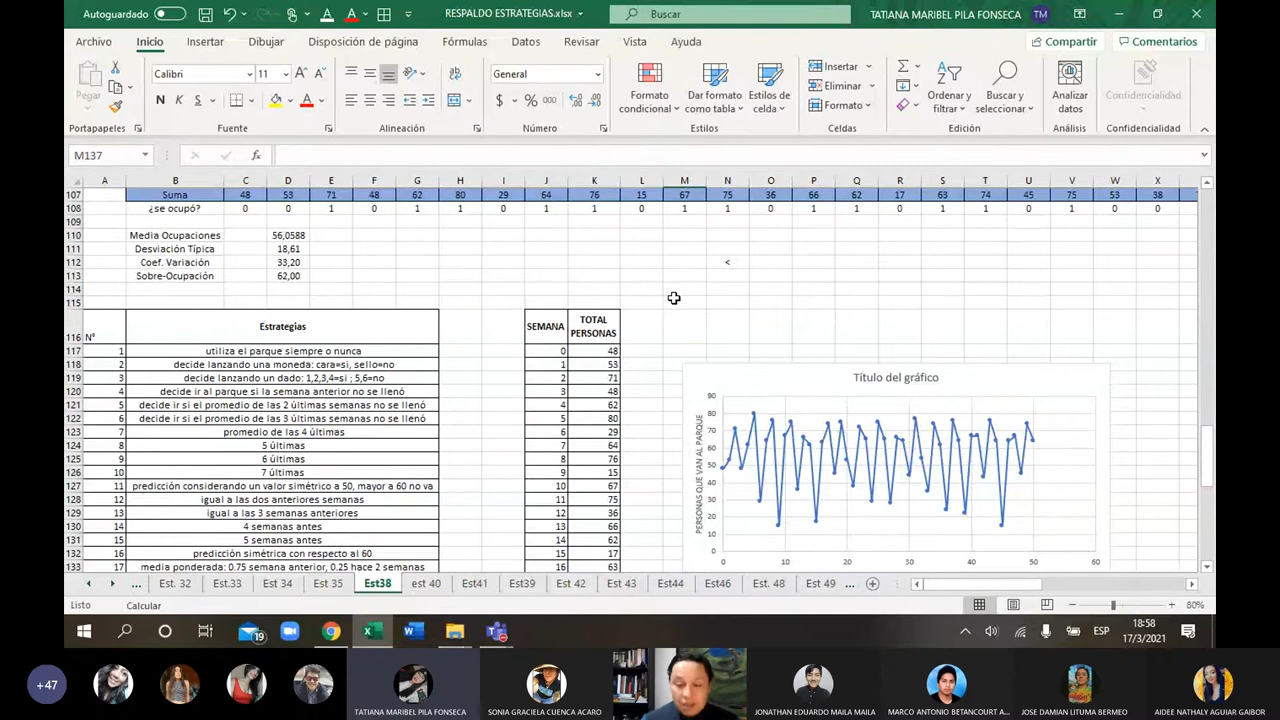 Autoguardado
RESPALDO ESTRATEGIAS.xlsx
Buscar
TATIANA MARIBEL PILA FONSECA
TM
Archivo Inicio Insertar Dibujar Disposición de página Fórmulas Datos Revisar Vista Ayuda
Compartir Comentarios
Pegar
Calibri 11
N K S
General
Formato condicional
Dar formato como tabla
Estilos de celda
Insertar
Eliminar
Formato
Ordenar y filtrar
Buscar y seleccionar
Analizar datos
Confidencialidad
Portapapeles Fuente Alineación Número Estilos Celdas Edición Análisis Confidencialidad
M137
A B C D E F G H I J K L M N O P Q R S T U V W X
107 Suma 48 53 71 48 62 80 29 64 76 15 67 75 36 66 62 17 63 74 45 75 53 38
108 ¿se ocupó? 0 0 1 0 1 1 0 1 1 0 1 1 0 1 1 0 1 1 0 1 0 0
109
110 Media Ocupaciones 56,0588
111 Desviación Típica 18,61
112 Coef. Variación 33,20 <
113 Sobre-Ocupación 62,00
114
115
116 N° Estrategias SEMANA TOTAL PERSONAS
117 1 utiliza el parque siempre o nunca 0 48
118 2 decide lanzando una moneda: cara=si, sello=no 1 53
119 3 decide lanzando un dado: 1,2,3,4=si ; 5,6=no 2 71
120 4 decide ir al parque si la semana anterior no se llenó 3 48
121 5 decide ir si el promedio de las 2 últimas semanas no se llenó 4 62
122 6 decide ir si el promedio de las 3 últimas semanas no se llenó 5 80
123 7 promedio de las 4 últimas 6 29
124 8 5 últimas 7 64
125 9 6 últimas 8 76
126 10 7 últimas 9 15
127 11 predicción considerando un valor simétrico a 50, mayor a 60 no va 10 67
128 12 igual a las dos anteriores semanas 11 75
129 13 igual a las 3 semanas anteriores 12 36
130 14 4 semanas antes 13 66
131 15 5 semanas antes 14 62
132 16 predicción simétrica con respecto al 60 15 17
133 17 media ponderada: 0.75 semana anterior, 0.25 hace 2 semanas 16 63
Título del gráfico
PERSONAS QUE VAN AL PARQUE
90
80
70
60
50
40
30
20
10
0
0 10 20 30 40 50 60
... Est. 32 Est.33 Est 34 Est 35 Est38 est 40 Est41 Est39 Est 42 Est 43 Est44 Est46 Est. 48 Est 49 ...
Listo Calcular 80%
19
ESP
18:58
17/3/2021
+47
TATIANA MARIBEL PILA FONSECA
SONIA GRACIELA CUENCA ACARO
JONATHAN EDUARDO MAILA MAILA
MARCO ANTONIO BETANCOURT A...
JOSE DAMIAN LITUMA BERMEO
AIDEE NATHALY AGUIAR GAIBOR